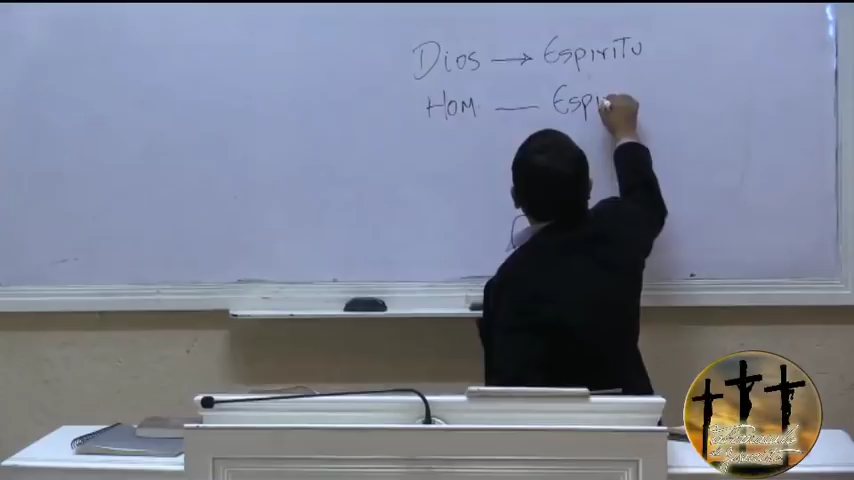 Dios → Espiritu
Hom — Espi